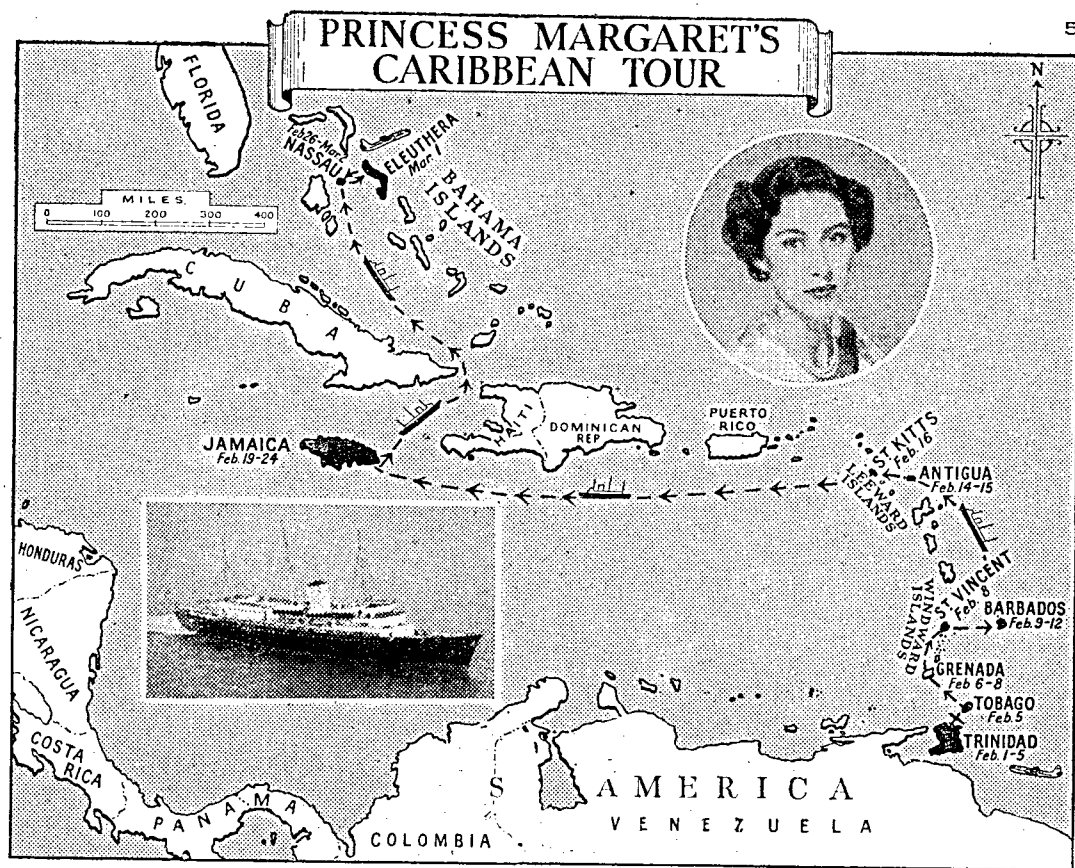 5
PRINCESS MARGARET'S
CARIBBEAN TOUR
N
FLORIDA
Feb 26-Mar.
NASSAU
ELEUTHERA
Mar. 1
BAHAMA
ISLANDS
MILES.
0 100 200 300 400
CUBA
HAITI
DOMINICAN
REP
PUERTO
RICO
JAMAICA
Feb. 19-24
ST KITTS
Feb. 16
LEEWARD
ISLANDS
ANTIGUA
Feb. 14-15
HONDURAS
NICARAGUA
COSTA
RICA
PANAMA
ST VINCENT
Feb. 8
WINDWARD
ISLANDS
BARBADOS
Feb. 9-12
GRENADA
Feb 6-8
TOBAGO
Feb. 5
TRINIDAD
Feb. 1-5
S AMERICA
VENEZUELA
COLOMBIA